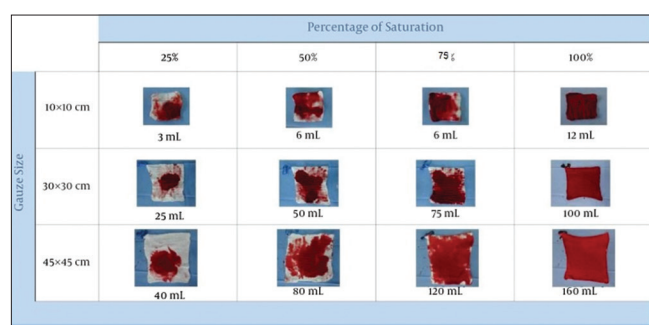 Percentage of Saturation
25% 50% 75% 100%
Gauze Size
10×10 cm
3 mL 6 mL 6 mL 12 mL
30×30 cm
25 mL 50 mL 75 mL 100 mL
45×45 cm
40 mL 80 mL 120 mL 160 mL